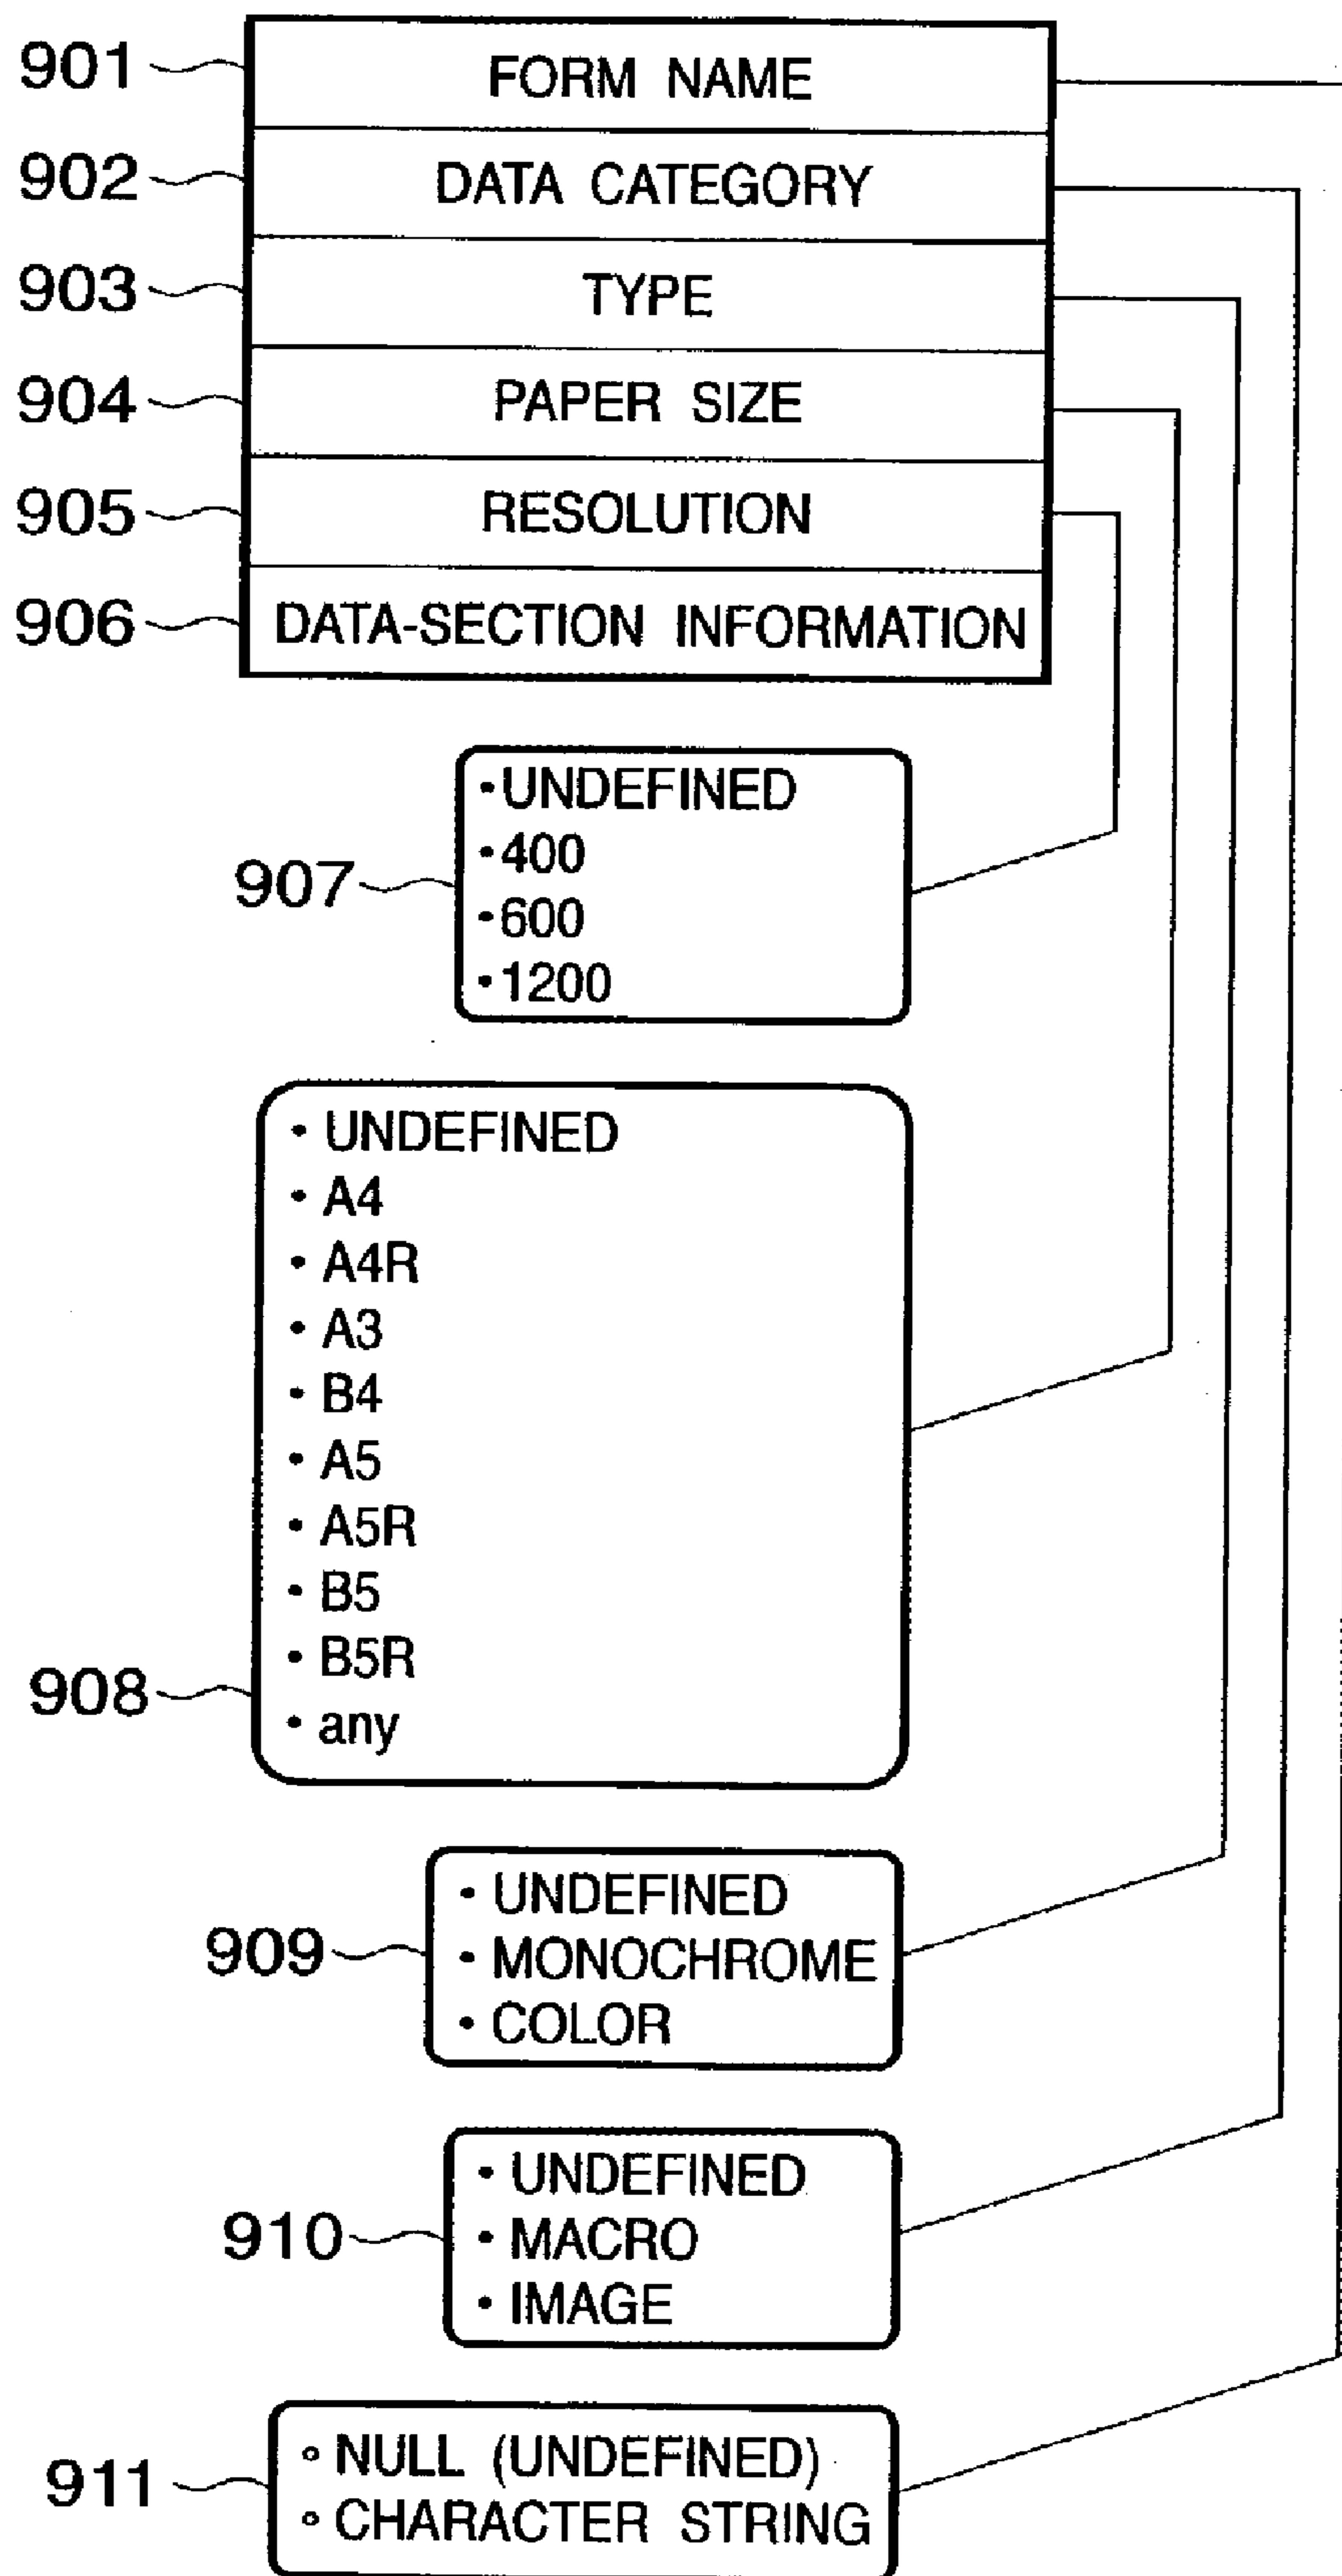 901 FORM NAME
902 DATA CATEGORY
903 TYPE
904 PAPER SIZE
905 RESOLUTION
906 DATA-SECTION INFORMATION
•UNDEFINED
•400
907
•600
•1200
• UNDEFINED
• A4
• A4R
• A3
• B4
• A5
• A5R
• B5
• B5R
908
• any
• UNDEFINED
909 • MONOCHROME
• COLOR
• UNDEFINED
910 • MACRO
• IMAGE
◦ NULL (UNDEFINED)
911
◦ CHARACTER STRING